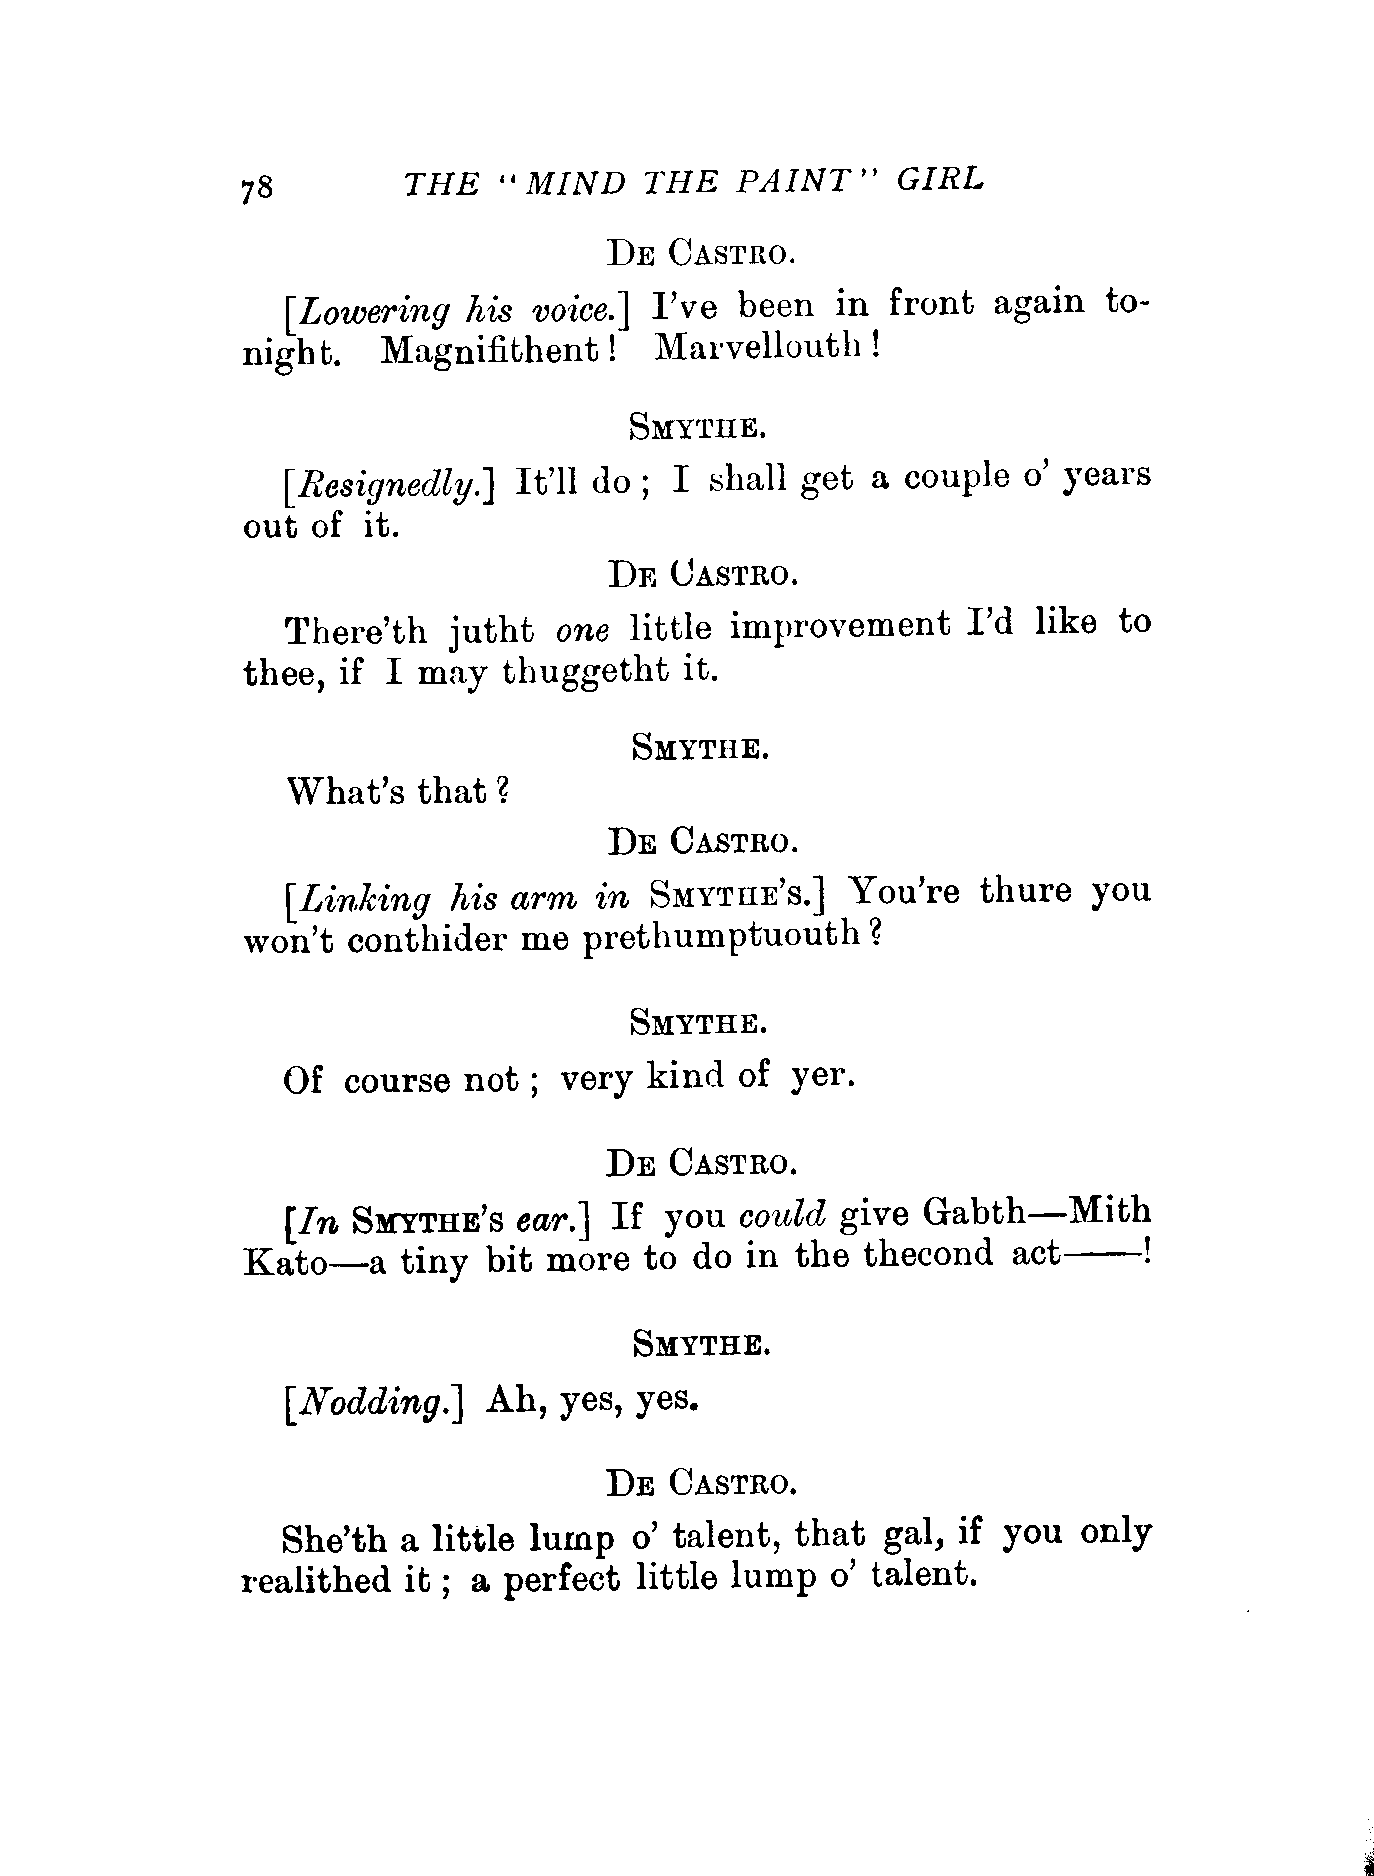 78 THE "MIND THE PAINT" GIRL
DE CASTRO.
[Lowering his voice.] I've been in front again to-
night. Magnifithent! Marvellouth!
SMYTHE.
[Resignedly.] It'll do; I shall get a couple o' years
out of it.
DE CASTRO.
There'th jutht one little improvement I'd like to
thee, if I may thuggetht it.
SMYTHE.
What's that?
DE CASTRO.
[Linking his arm in SMYTHE'S.] You're thure you
won't conthider me prethumptuouth?
SMYTHE.
Of course not; very kind of yer.
DE CASTRO.
[In SMYTHE'S ear.] If you could give Gabth—Mith
Kato—a tiny bit more to do in the thecond act——!
SMYTHE.
[Nodding.] Ah, yes, yes.
DE CASTRO.
She'th a little lump o' talent, that gal, if you only
realithed it; a perfect little lump o' talent.